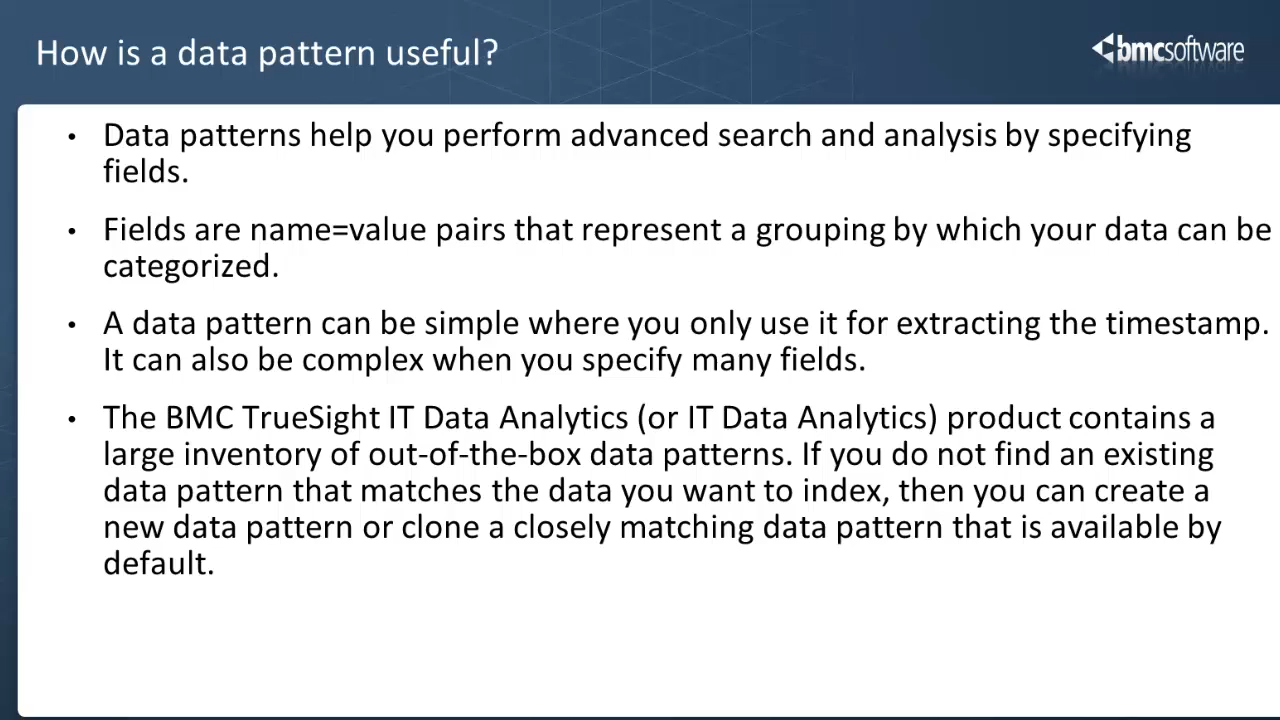 How is a data pattern useful?
bmcsoftware
• Data patterns help you perform advanced search and analysis by specifying
fields.
• Fields are name=value pairs that represent a grouping by which your data can be
categorized.
• A data pattern can be simple where you only use it for extracting the timestamp.
It can also be complex when you specify many fields.
• The BMC TrueSight IT Data Analytics (or IT Data Analytics) product contains a
large inventory of out-of-the-box data patterns. If you do not find an existing
data pattern that matches the data you want to index, then you can create a
new data pattern or clone a closely matching data pattern that is available by
default.